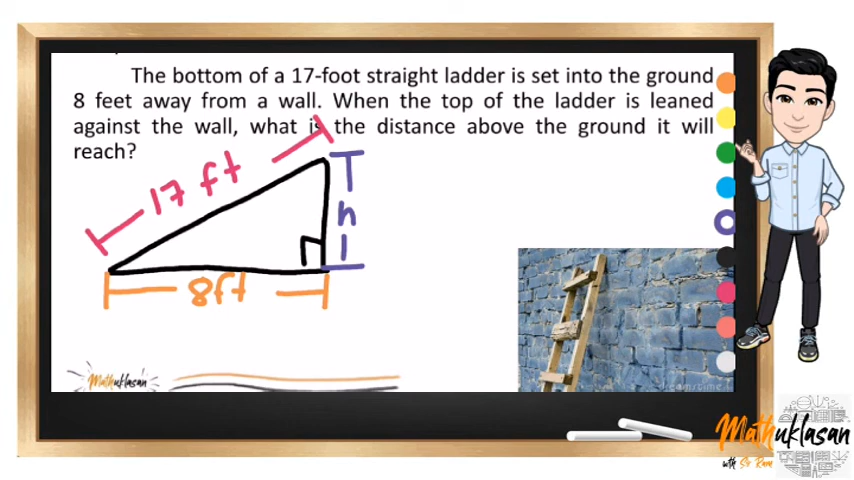 The bottom of a 17-foot straight ladder is set into the ground
8 feet away from a wall. When the top of the ladder is leaned
against the wall, what is the distance above the ground it will
reach?
17 ft
h
8ft
Mathuklasan
dreamstime
Mathuklasan
with Sir Ram